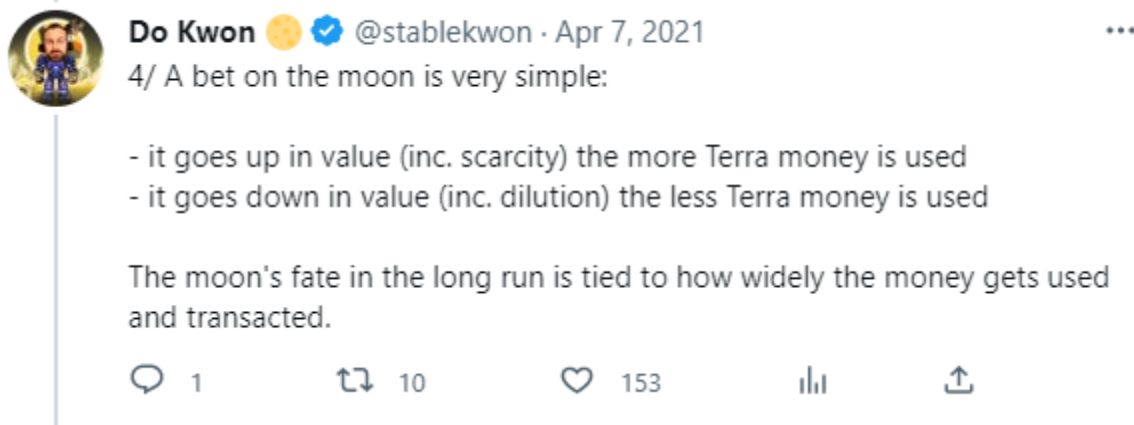 Do Kwon @stablekwon · Apr 7, 2021
4/ A bet on the moon is very simple:
- it goes up in value (inc. scarcity) the more Terra money is used
- it goes down in value (inc. dilution) the less Terra money is used
The moon's fate in the long run is tied to how widely the money gets used
and transacted.
1 10 153